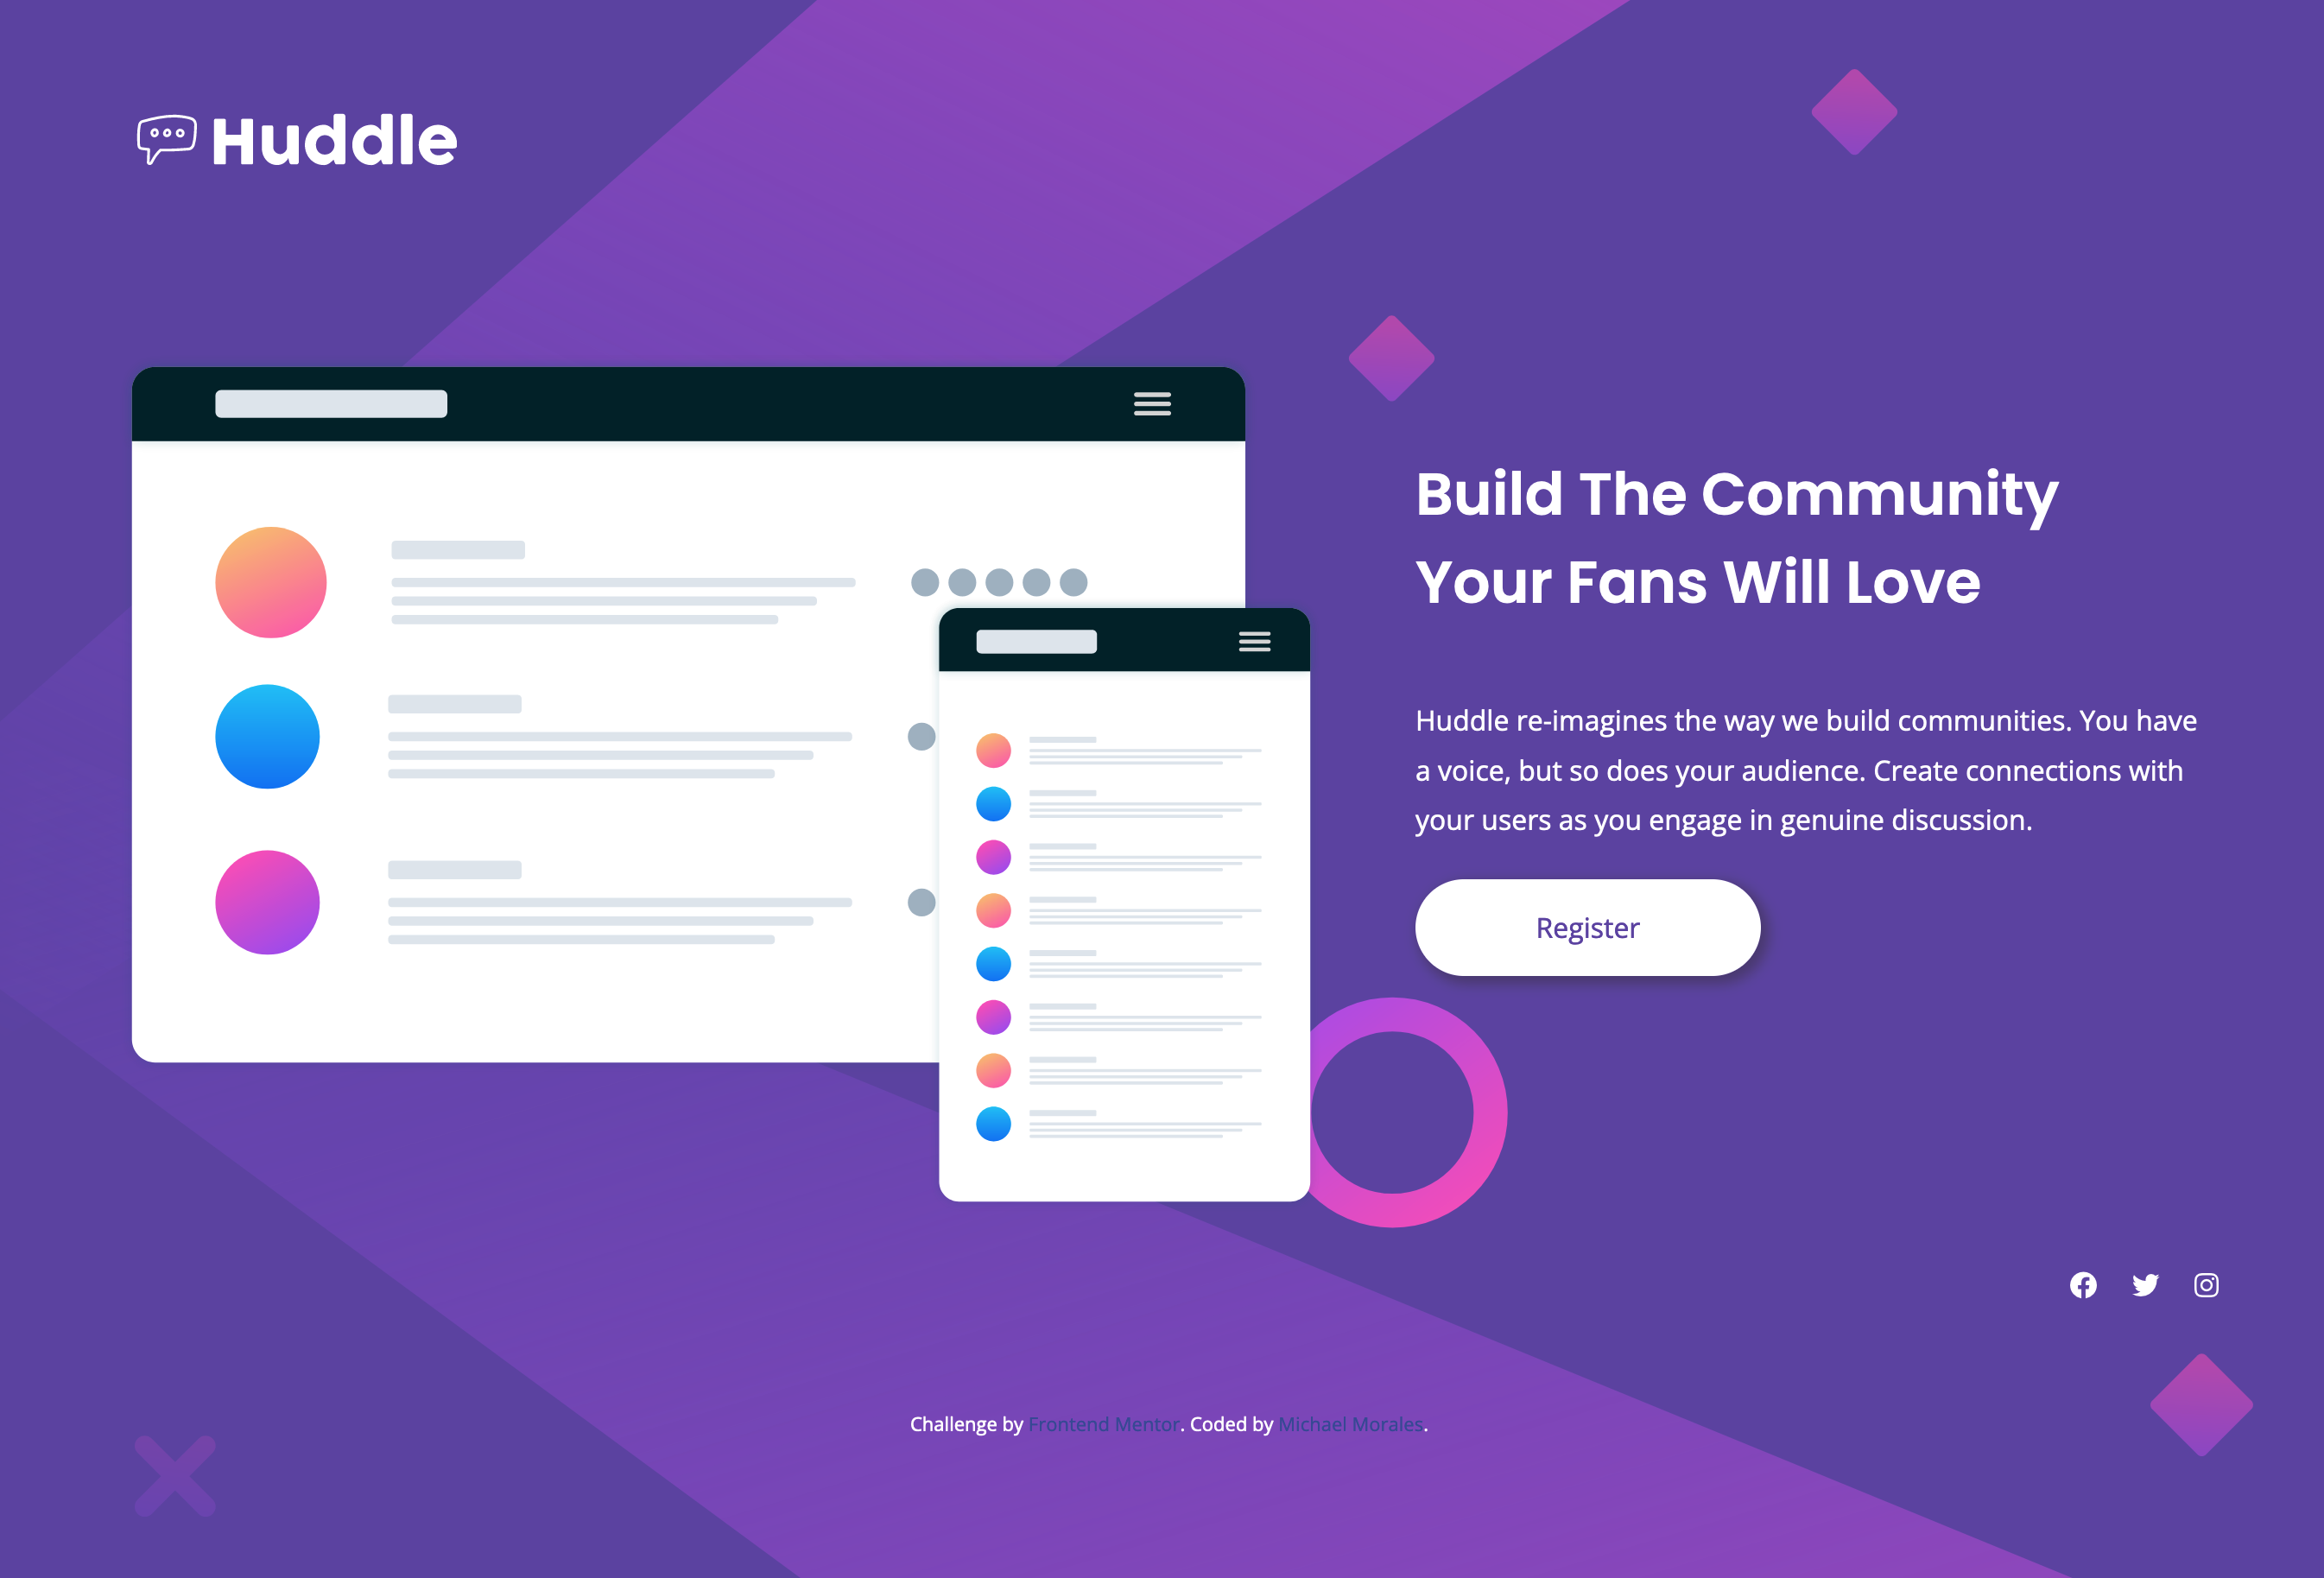 Huddle
Build The Community
Your Fans Will Love
Huddle re-imagines the way we build communities. You have
a voice, but so does your audience. Create connections with
your users as you engage in genuine discussion.
Register
Challenge by Frontend Mentor. Coded by Michael Morales.